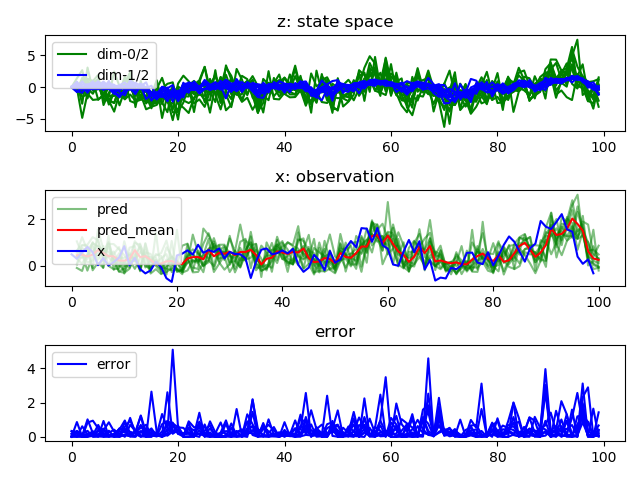 z: state space
5
0
−5
dim-0/2
dim-1/2
0 20 40 60 80 100
x: observation
2
0
pred
pred_mean
x
0 20 40 60 80 100
error
4
2
0
error
0 20 40 60 80 100